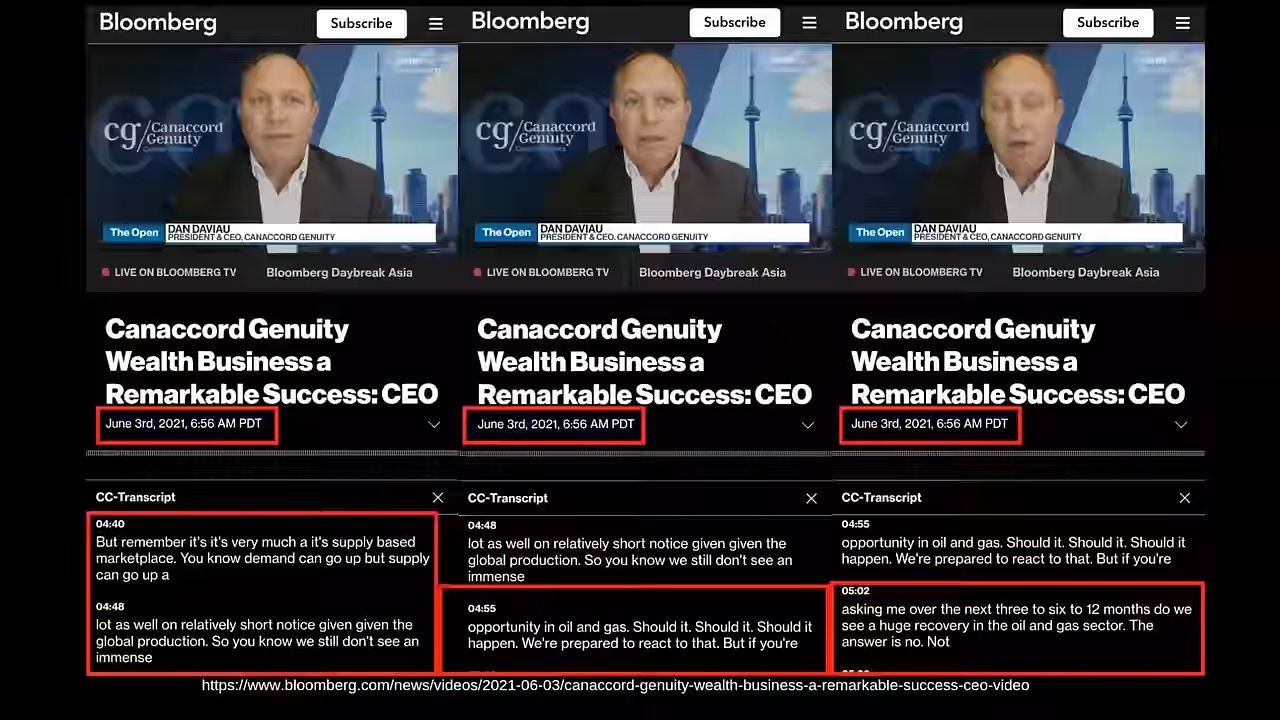 Bloomberg
Subscribe
cg/Canaccord
Genuity
The Open
DAN DAVIAU
PRESIDENT & CEO, CANACCORD GENUITY
LIVE ON BLOOMBERG TV
Bloomberg Daybreak Asia
Canaccord Genuity
Wealth Business a
Remarkable Success: CEO
June 3rd, 2021, 6:56 AM PDT
CC-Transcript
04:40
But remember it's it's very much a it's supply based
marketplace. You know demand can go up but supply
can go up a
04:48
lot as well on relatively short notice given given the
global production. So you know we still don't see an
immense
Bloomberg
Subscribe
cg/Canaccord
Genuity
The Open
DAN DAVIAU
PRESIDENT & CEO, CANACCORD GENUITY
LIVE ON BLOOMBERG TV
Bloomberg Daybreak Asia
Canaccord Genuity
Wealth Business a
Remarkable Success: CEO
June 3rd, 2021, 6:56 AM PDT
CC-Transcript
04:48
lot as well on relatively short notice given given the
global production. So you know we still don't see an
immense
04:55
opportunity in oil and gas. Should it. Should it. Should it
happen. We're prepared to react to that. But if you're
Bloomberg
Subscribe
cg/Canaccord
Genuity
The Open
DAN DAVIAU
PRESIDENT & CEO, CANACCORD GENUITY
LIVE ON BLOOMBERG TV
Bloomberg Daybreak Asia
Canaccord Genuity
Wealth Business a
Remarkable Success: CEO
June 3rd, 2021, 6:56 AM PDT
CC-Transcript
04:55
opportunity in oil and gas. Should it. Should it. Should it
happen. We're prepared to react to that. But if you're
05:02
asking me over the next three to six to 12 months do we
see a huge recovery in the oil and gas sector. The
answer is no. Not
https://www.bloomberg.com/news/videos/2021-06-03/canaccord-genuity-wealth-business-a-remarkable-success-ceo-video